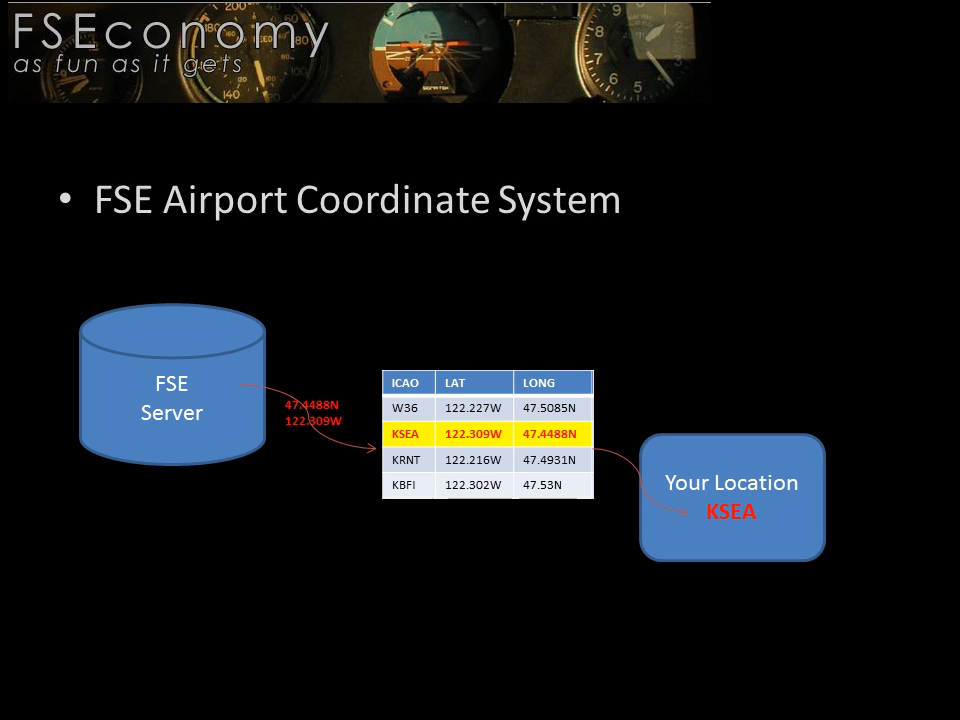 FSEconomy
as fun as it gets
• FSE Airport Coordinate System
FSE
Server
47.4488N
122.309W
ICAO LAT LONG
W36 122.227W 47.5085N
KSEA 122.309W 47.4488N
KRNT 122.216W 47.4931N
KBFI 122.302W 47.53N
Your Location
KSEA